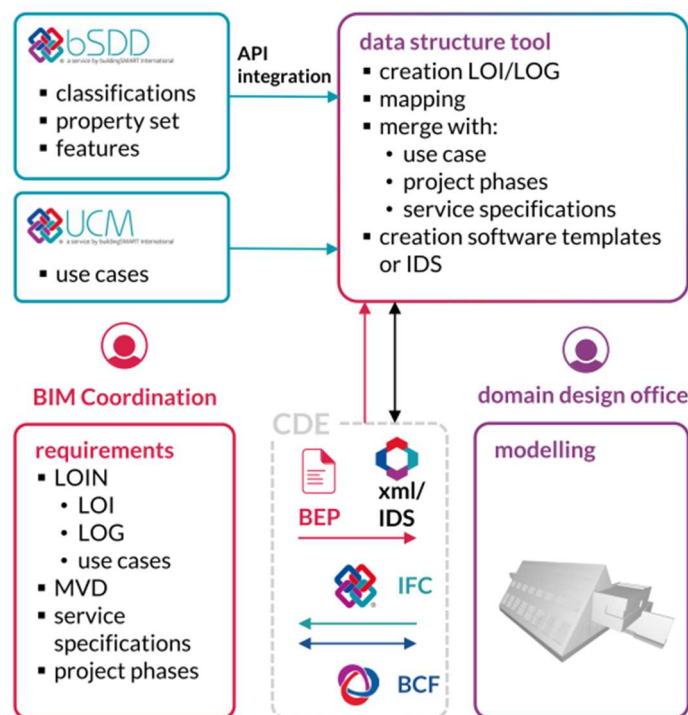 bSDD
® a service by buildingSMART International
▪ classifications
▪ property set
▪ features
API
integration
data structure tool
▪ creation LOI/LOG
▪ mapping
▪ merge with:
• use case
• project phases
• service specifications
▪ creation software templates
or IDS
UCM
® a service by buildingSMART International
▪ use cases
BIM Coordination
domain design office
requirements
▪ LOIN
• LOI
• LOG
• use cases
▪ MVD
▪ service
specifications
▪ project phases
CDE
BEP
xml/
IDS
IFC
®
BCF
modelling